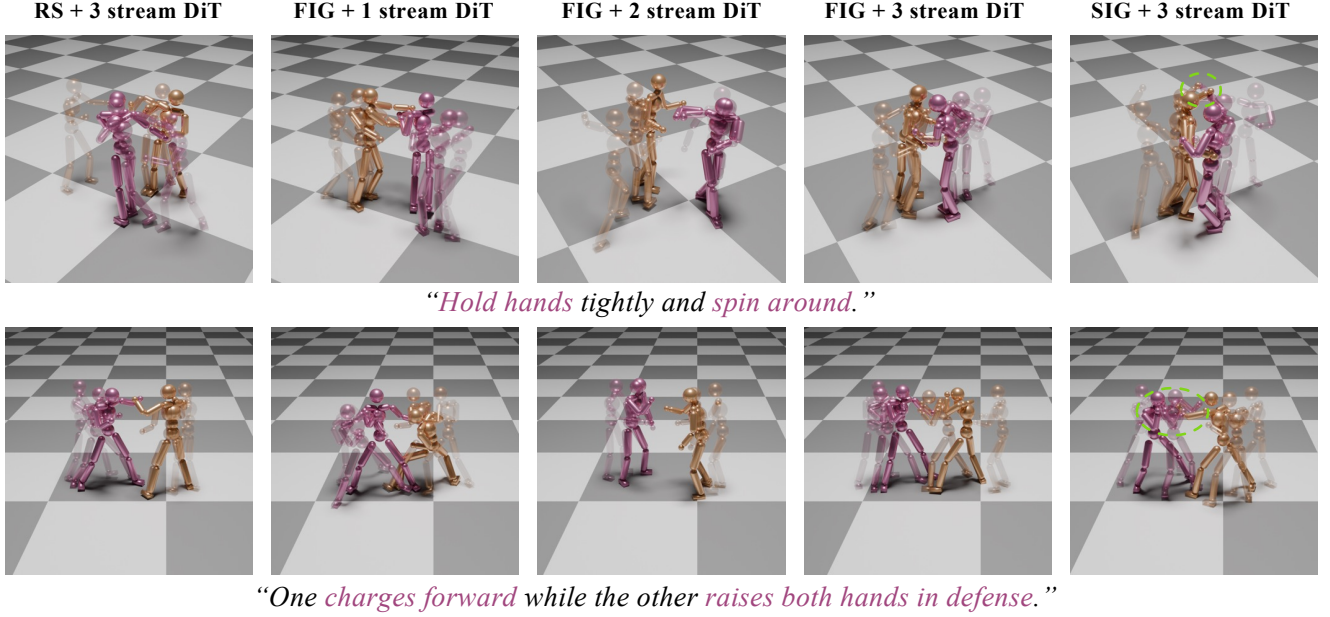 RS + 3 stream DiT
FIG + 1 stream DiT
FIG + 2 stream DiT
FIG + 3 stream DiT
SIG + 3 stream DiT
“Hold hands tightly and spin around.”
“One charges forward while the other raises both hands in defense.”